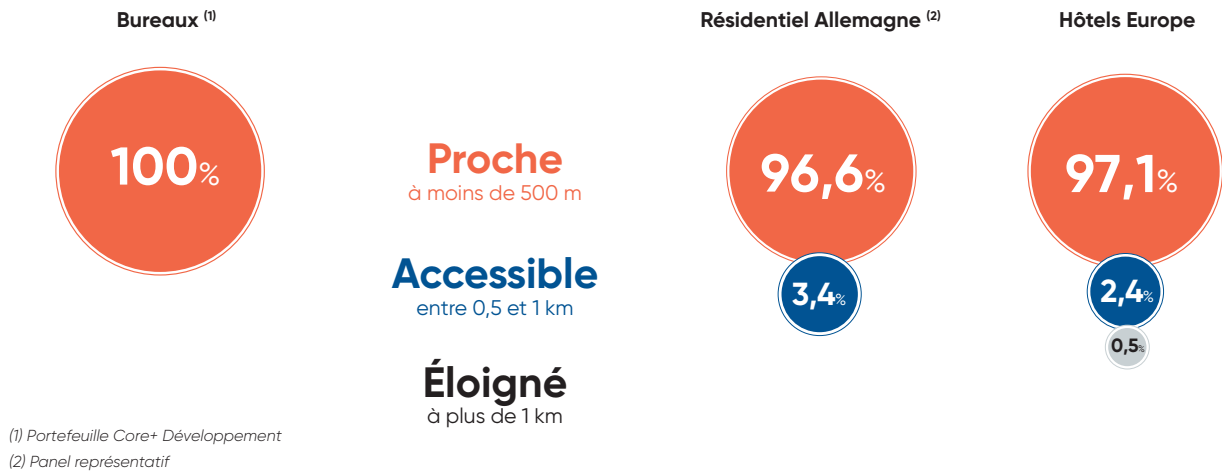 Bureaux (1)
Résidentiel Allemagne (2)
Hôtels Europe
100%
Proche
à moins de 500 m
Accessible
entre 0,5 et 1 km
Éloigné
à plus de 1 km
96,6%
3,4%
97,1%
2,4%
0,5%
(1) Portefeuille Core+ Développement
(2) Panel représentatif